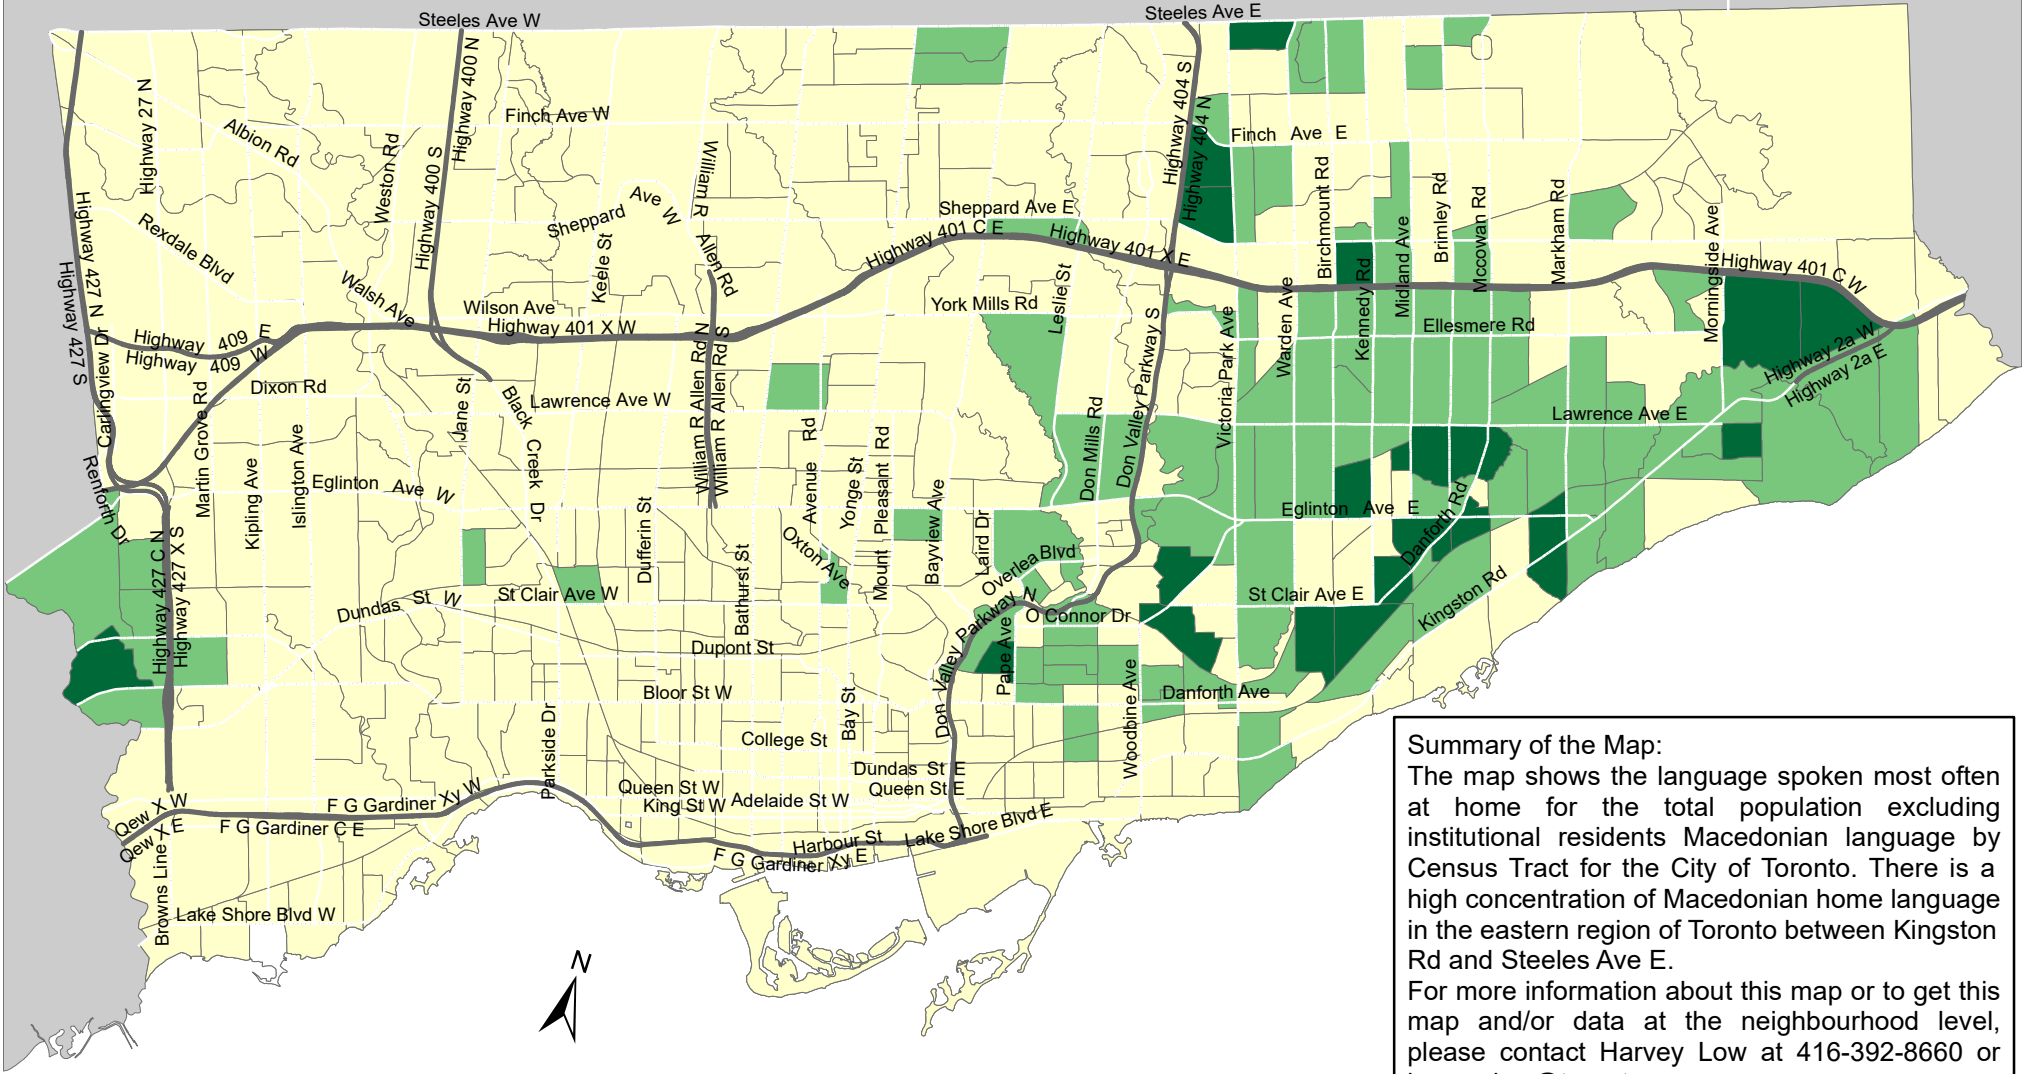 Steeles Ave W
Steeles Ave E
Highway 27 N
Albion Rd
Weston Rd
Highway 400 N
Highway 400 S
Finch Ave W
William R
Allen Rd
Highway 404 S
Highway 404 N
Finch Ave E
Birchmount Rd
Midland Ave
Brimley Rd
Mccowan Rd
Markham Rd
Morningside Ave
Highway 427 N
Highway 427 S
Rexdale Blvd
Sheppard Ave W
Keele St
Sheppard Ave E
Highway 401 C E
Highway 401 X E
Highway 401 C W
Walsh Ave
Wilson Ave
Highway 401 X W
York Mills Rd
Leslie St
Don Valley Parkway S
Victoria Park Ave
Warden Ave
Kennedy Rd
Ellesmere Rd
Highway 2a W
Highway 2a E
Highway 409 E
Highway 409 W
Carlingview Dr
Dixon Rd
Martin Grove Rd
Kipling Ave
Islington Ave
Jane St
Black Creek Dr
Lawrence Ave W
William R Allen Rd N
William R Allen Rd S
Avenue Rd
Yonge St
Mount Pleasant Rd
Bayview Ave
Don Mills Rd
Lawrence Ave E
Renforth Dr
Eglinton Ave W
Dufferin St
Bathurst St
Oxton Ave
Laird Dr
Overlea Blvd
Eglinton Ave E
Danforth Rd
Highway 427 C N
Highway 427 X S
Dundas St W
St Clair Ave W
Don Valley Parkway N
O Connor Dr
Pape Ave
St Clair Ave E
Kingston Rd
Dupont St
Bloor St W
Bay St
Woodbine Ave
Danforth Ave
Parkside Dr
College St
Dundas St E
Queen St E
Queen St W
King St W
Adelaide St W
Qew X W
Qew X E
F G Gardiner Xy W
F G Gardiner C E
Harbour St
Lake Shore Blvd E
F G Gardiner Xy E
Browns Line
Lake Shore Blvd W
N
Summary of the Map:
The map shows the language spoken most often
at home for the total population excluding
institutional residents Macedonian language by
Census Tract for the City of Toronto. There is a
high concentration of Macedonian home language
in the eastern region of Toronto between Kingston
Rd and Steeles Ave E.
For more information about this map or to get this
map and/or data at the neighbourhood level,
please contact Harvey Low at 416-392-8660 or